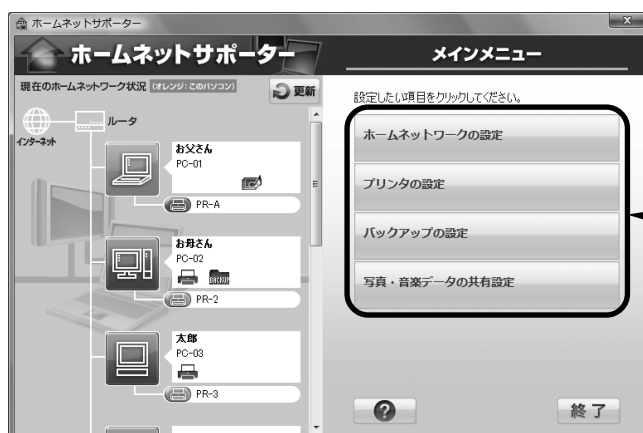 ホームネットサポーター
ホームネットサポーター
現在のホームネットワーク状況 (オレンジ:このパソコン)
更新
インターネット
ルータ
お父さん
PC-01
PR-A
お母さん
PC-02
BACKUP
PR-2
太郎
PC-03
PR-3
メインメニュー
設定したい項目をクリックしてください。
ホームネットワークの設定
プリンタの設定
バックアップの設定
写真・音楽データの共有設定
?
終了